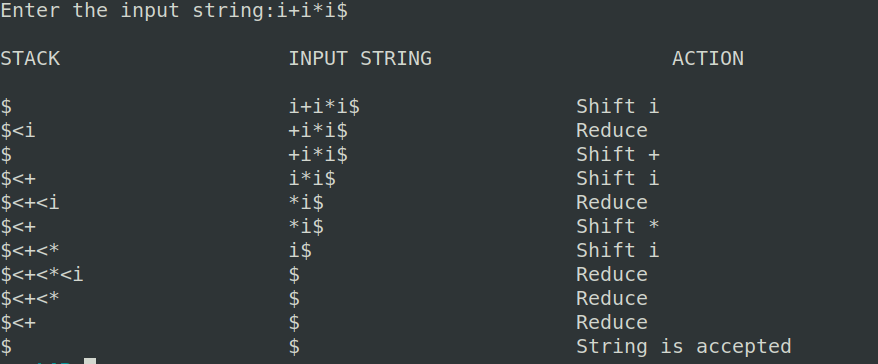 Enter the input string:i+i*i$
STACK INPUT STRING ACTION
$ i+i*i$ Shift i
$<i +i*i$ Reduce
$ +i*i$ Shift +
$<+ i*i$ Shift i
$<+<i *i$ Reduce
$<+ *i$ Shift *
$<+<* i$ Shift i
$<+<*<i $ Reduce
$<+<* $ Reduce
$<+ $ Reduce
$ $ String is accepted